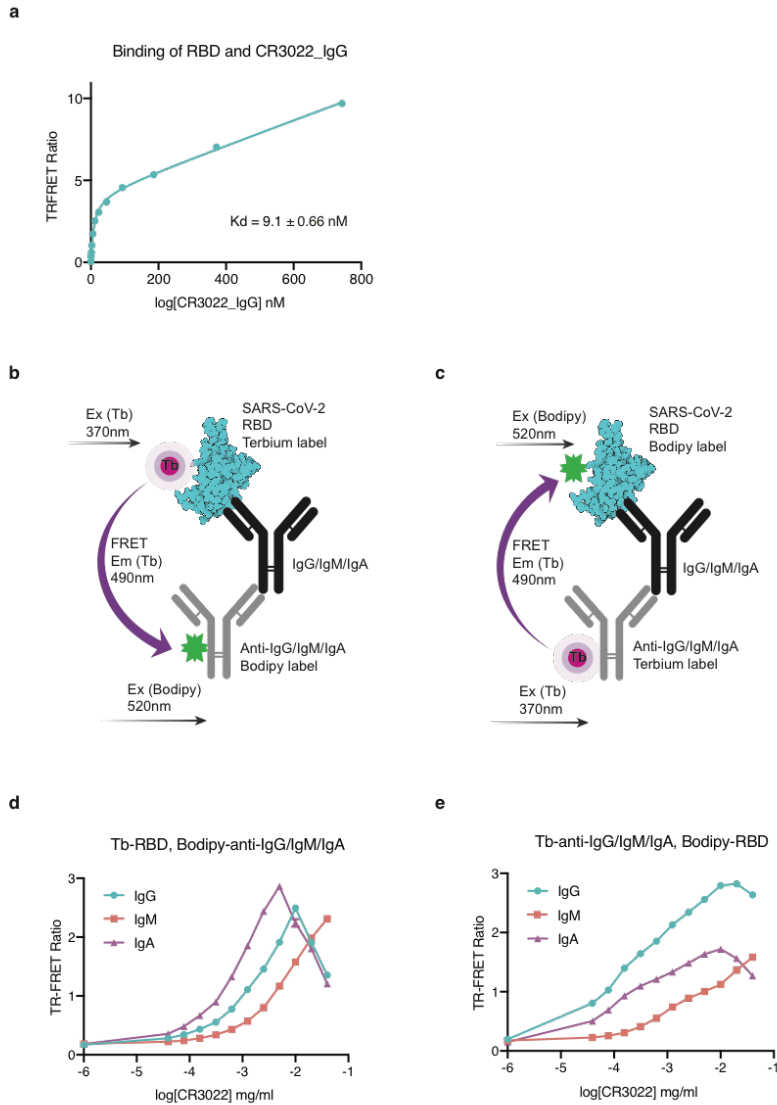 a
Binding of RBD and CR3022_IgG
10
5
0
TRFRET Ratio
Kd = 9.1 ± 0.66 nM
0 200 400 600 800
log[CR3022_IgG] nM
b
Ex (Tb)
370nm
SARS-CoV-2
RBD
Terbium label
Tb
FRET
Em (Tb)
490nm
IgG/IgM/IgA
Anti-IgG/IgM/IgA
Bodipy label
Ex (Bodipy)
520nm
c
Ex (Bodipy)
520nm
SARS-CoV-2
RBD
Bodipy label
FRET
Em (Tb)
490nm
IgG/IgM/IgA
Tb
Anti-IgG/IgM/IgA
Terbium label
Ex (Tb)
370nm
d
Tb-RBD, Bodipy-anti-IgG/IgM/IgA
3
2
1
0
TR-FRET Ratio
IgG
IgM
IgA
-6 -5 -4 -3 -2 -1
log[CR3022] mg/ml
e
Tb-anti-IgG/IgM/IgA, Bodipy-RBD
3
2
1
0
TR-FRET Ratio
IgG
IgM
IgA
-6 -5 -4 -3 -2 -1
log[CR3022] mg/ml